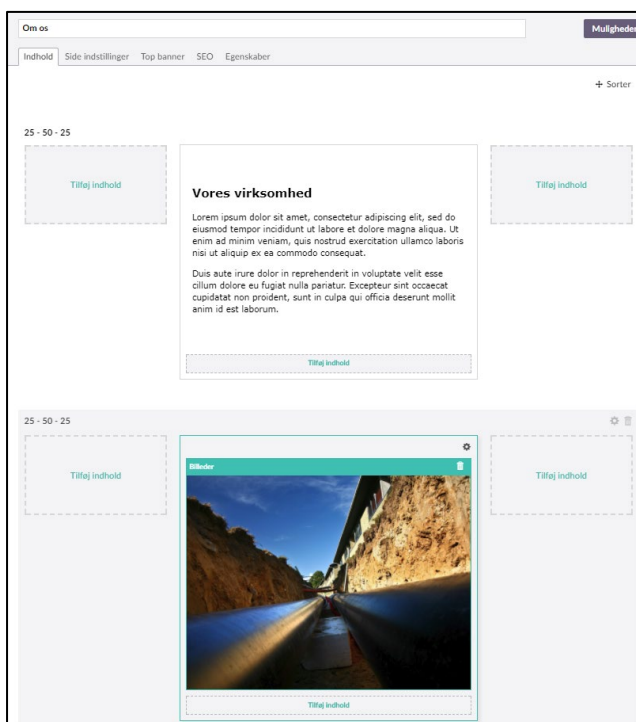 Om os
Muligheder
Indhold Side indstillinger Top banner SEO Egenskaber
Sorter
25 - 50 - 25
Tilføj indhold
Vores virksomhed
Lorem ipsum dolor sit amet, consectetur adipiscing elit, sed do
eiusmod tempor incididunt ut labore et dolore magna aliqua. Ut
enim ad minim veniam, quis nostrud exercitation ullamco laboris
nisi ut aliquip ex ea commodo consequat.
Duis aute irure dolor in reprehenderit in voluptate velit esse
cillum dolore eu fugiat nulla pariatur. Excepteur sint occaecat
cupidatat non proident, sunt in culpa qui officia deserunt mollit
anim id est laborum.
Tilføj indhold
Tilføj indhold
25 - 50 - 25
Tilføj indhold
Billeder
Tilføj indhold
Tilføj indhold